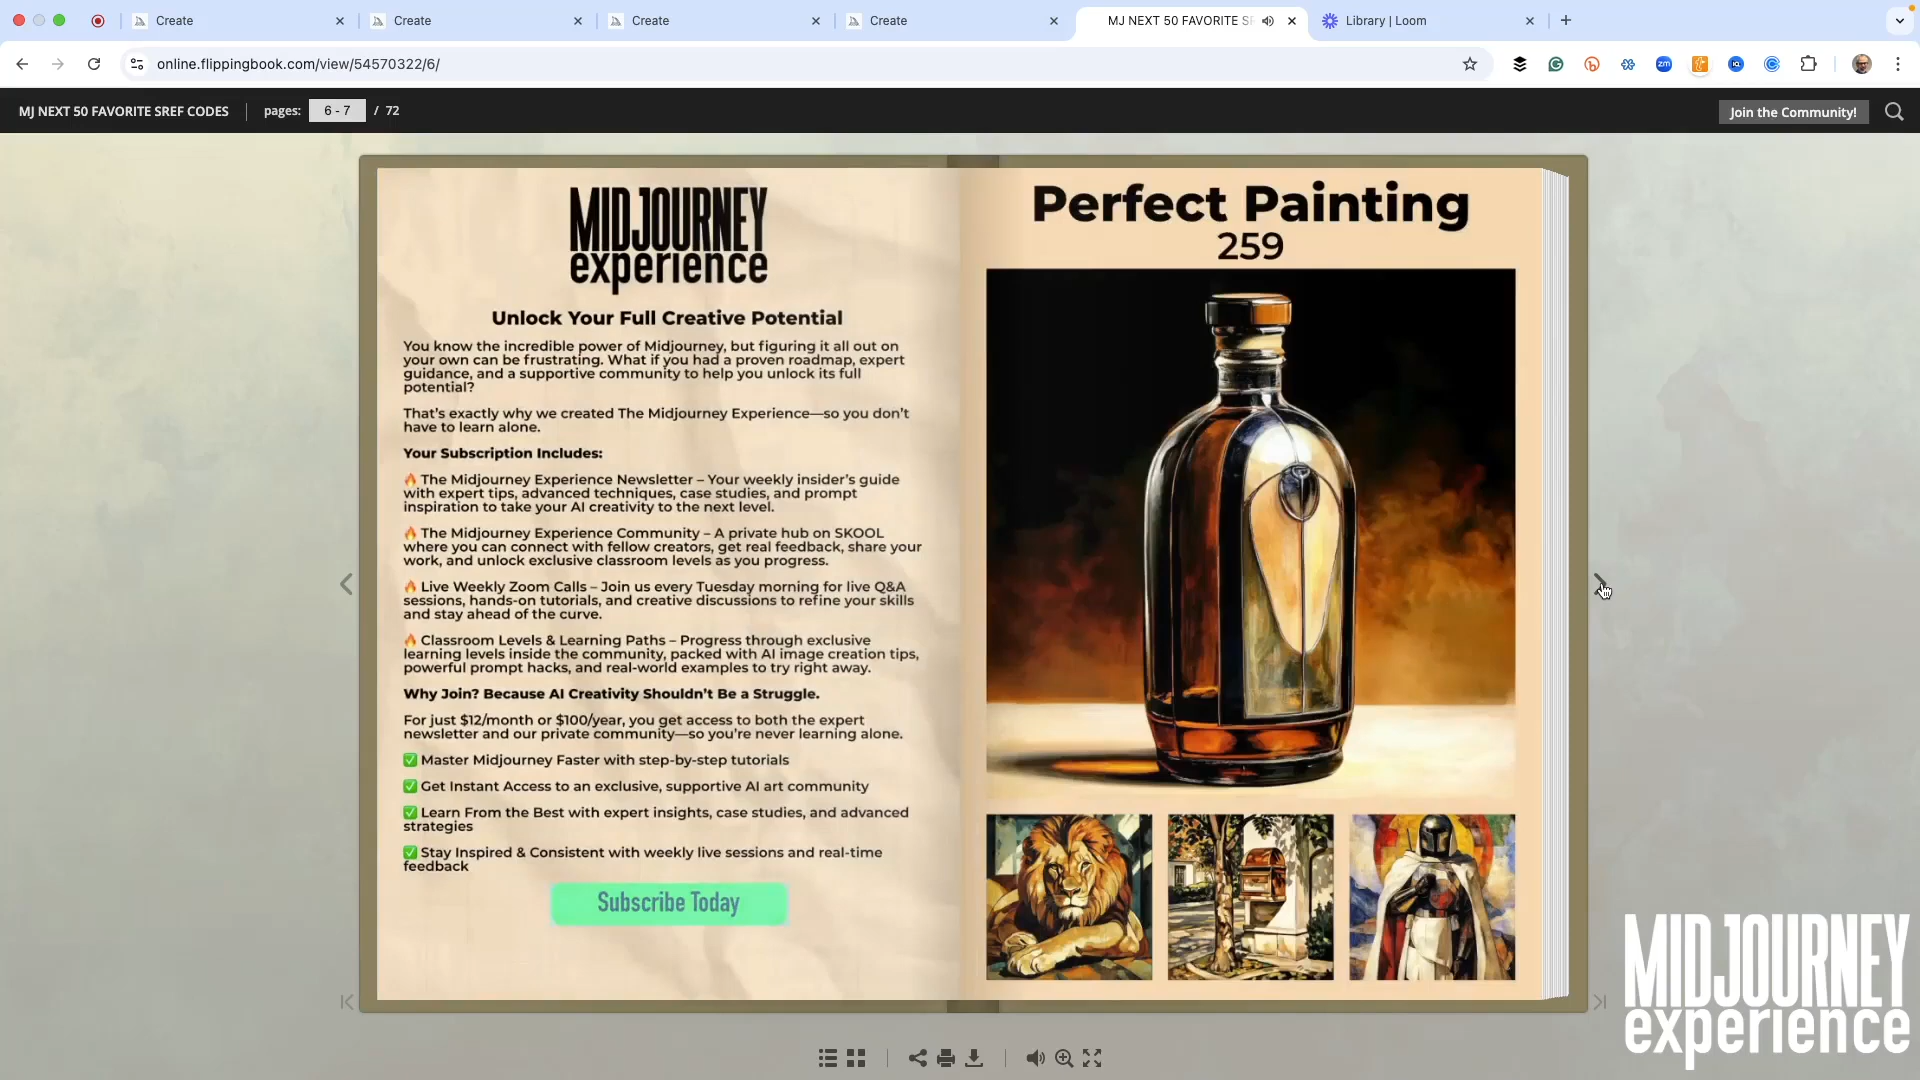 Create
Create
Create
Create
MJ NEXT 50 FAVORITE SR
Library | Loom
online.flippingbook.com/view/54570322/6/
MJ NEXT 50 FAVORITE SREF CODES
pages:
6 - 7
/ 72
Join the Community!
MIDJOURNEY
experience
Unlock Your Full Creative Potential
You know the incredible power of Midjourney, but figuring it all out on
your own can be frustrating. What if you had a proven roadmap, expert
guidance, and a supportive community to help you unlock its full
potential?
That's exactly why we created The Midjourney Experience—so you don't
have to learn alone.
Your Subscription Includes:
🔥 The Midjourney Experience Newsletter – Your weekly insider's guide
with expert tips, advanced techniques, case studies, and prompt
inspiration to take your AI creativity to the next level.
🔥 The Midjourney Experience Community – A private hub on SKOOL
where you can connect with fellow creators, get real feedback, share your
work, and unlock exclusive classroom levels as you progress.
🔥 Live Weekly Zoom Calls – Join us every Tuesday morning for live Q&A
sessions, hands-on tutorials, and creative discussions to refine your skills
and stay ahead of the curve.
🔥 Classroom Levels & Learning Paths – Progress through exclusive
learning levels inside the community, packed with AI image creation tips,
powerful prompt hacks, and real-world examples to try right away.
Why Join? Because AI Creativity Shouldn't Be a Struggle.
For just $12/month or $100/year, you get access to both the expert
newsletter and our private community—so you're never learning alone.
✅ Master Midjourney Faster with step-by-step tutorials
✅ Get Instant Access to an exclusive, supportive AI art community
✅ Learn From the Best with expert insights, case studies, and advanced
strategies
✅ Stay Inspired & Consistent with weekly live sessions and real-time
feedback
Subscribe Today
Perfect Painting
259
MIDJOURNEY
experience